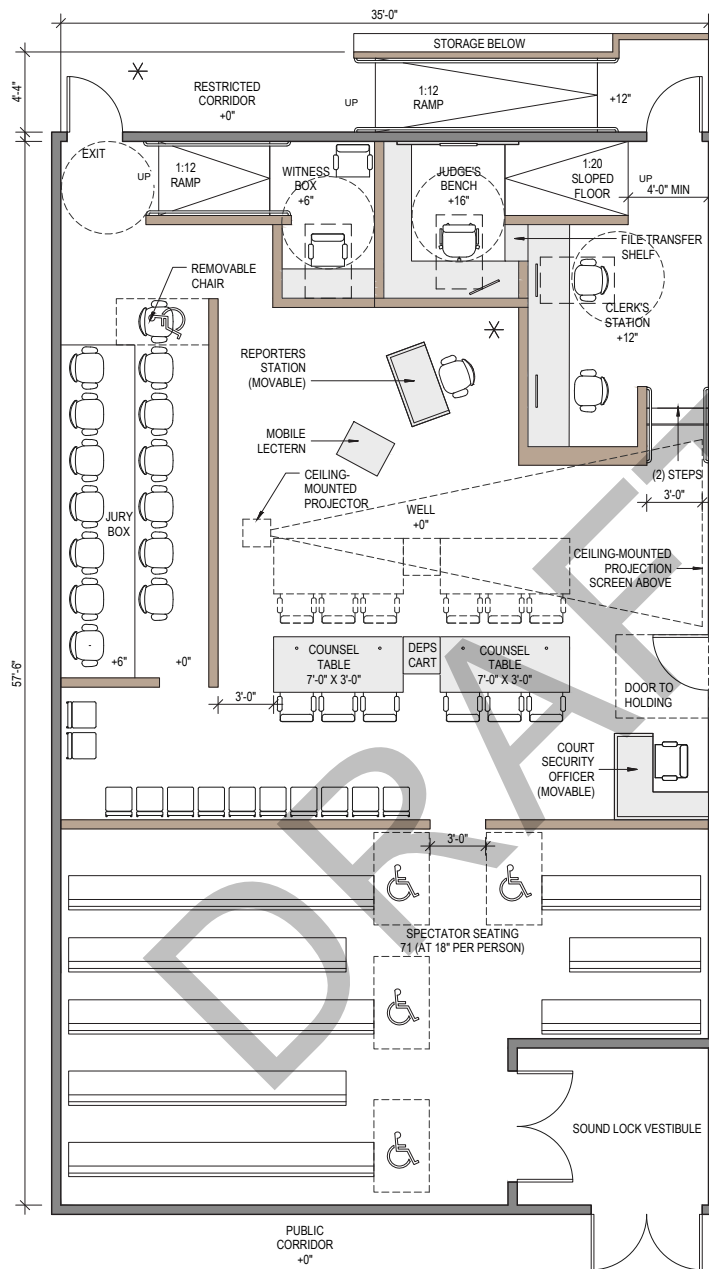 35'-0"
STORAGE BELOW
4'-4"
RESTRICTED
CORRIDOR
+0"
UP
1:12
RAMP
+12"
EXIT
UP
1:12
RAMP
WITNESS
BOX
+6"
JUDGE'S
BENCH
+16"
1:20
SLOPED
FLOOR
UP
4'-0" MIN
FILE TRANSFER
SHELF
REMOVABLE
CHAIR
CLERK'S
STATION
+12"
REPORTERS
STATION
(MOVABLE)
MOBILE
LECTERN
CEILING-
MOUNTED
PROJECTOR
(2) STEPS
3'-0"
WELL
+0"
JURY
BOX
CEILING-MOUNTED
PROJECTION
SCREEN ABOVE
+6"
+0"
COUNSEL
TABLE
7'-0" X 3'-0"
DEPS
CART
COUNSEL
TABLE
7'-0" X 3'-0"
57'-6"
3'-0"
DOOR TO
HOLDING
COURT
SECURITY
OFFICER
(MOVABLE)
3'-0"
SPECTATOR SEATING
71 (AT 18" PER PERSON)
SOUND LOCK VESTIBULE
PUBLIC
CORRIDOR
+0"
DRAFT